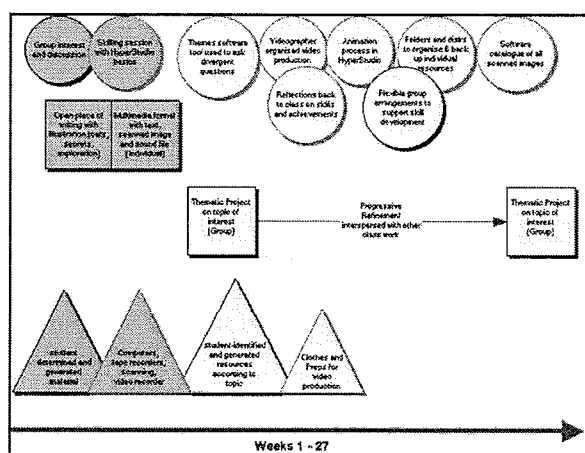 Group interest
and discussion
Skilling session
with HyperStudio
basics
Themes software
tool used to ask
divergent
questions
Videographer
organised video
production
Animation
process in
HyperStudio
Folders and disks
to organise & back
up individual
resources
Software
catalogue of all
scanned images
Reflections back
to class on skills
and achievements
Flexible group
arrangements to
support skill
development
Open piece of
writing with
illustration
Multimedia format
with text,
scanned image
and sound file
(Individual)
Thematic Project
on topic of
interest
(Group)
Progressive
Refinement
interspersed with other
class work
Thematic Project
on topic of
interest
(Group)
Student
determined and
generated
material
Computers,
tape recorders,
scanning,
video recorder
Student-identified
and generated
resources
according to
topic
Clothes and
Props for
video
production
Weeks 1 - 27